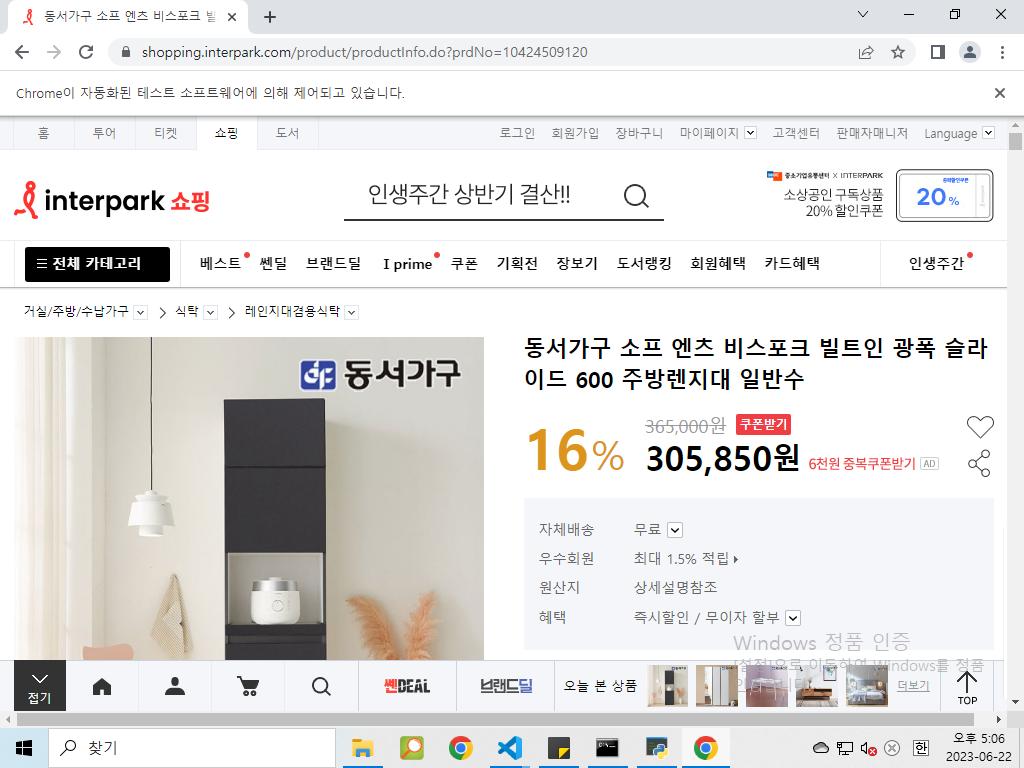 동서가구 소프 엔츠 비스포크 빌
shopping.interpark.com/product/productInfo.do?prdNo=10424509120
Chrome이 자동화된 테스트 소프트웨어에 의해 제어되고 있습니다.
홈 투어 티켓 쇼핑 도서 로그인 회원가입 장바구니 마이페이지 고객센터 판매자매니저 Language
interpark 쇼핑
인생주간 상반기 결산!!
중소기업유통센터 X INTERPARK
소상공인 구독상품
20% 할인쿠폰
20%
전체 카테고리 베스트 쎈딜 브랜드딜 I prime 쿠폰 기획전 장보기 도서랭킹 회원혜택 카드혜택 인생주간
거실/주방/수납가구 식탁 레인지대겸용식탁
동서가구
동서가구 소프 엔츠 비스포크 빌트인 광폭 슬라
이드 600 주방렌지대 일반수
16% 365,000원 쿠폰받기
305,850원 6천원 중복쿠폰받기 AD
자체배송 무료
우수회원 최대 1.5% 적립
원산지 상세설명참조
혜택 즉시할인 / 무이자 할부
Windows 정품 인증
[설정]으로 이동하여 Windows를 정품
접기 쎈DEAL 브랜드딜 오늘 본 상품 더보기 TOP
찾기
한
오후 5:06
2023-06-22